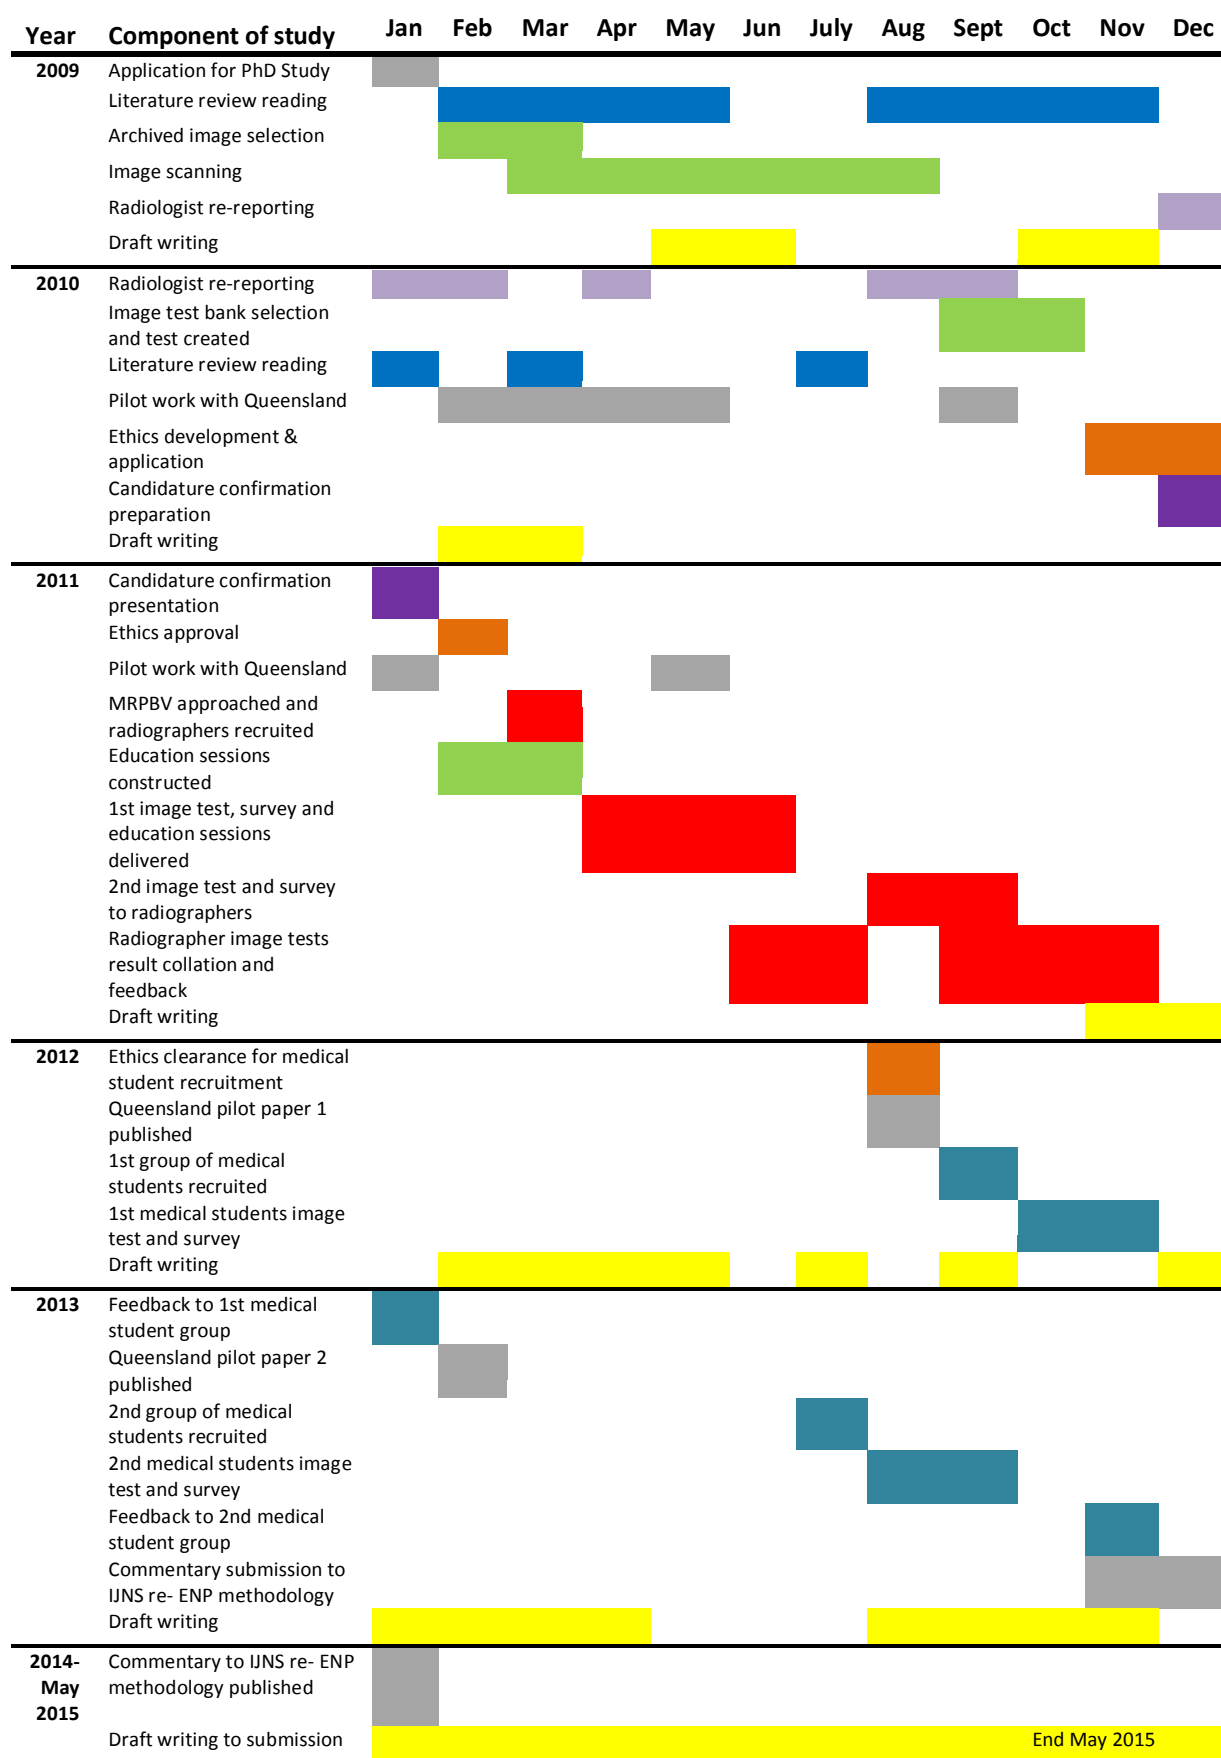 Year Component of study Jan Feb Mar Apr May Jun July Aug Sept Oct Nov Dec
2009 Application for PhD Study
Literature review reading
Archived image selection
Image scanning
Radiologist re-reporting
Draft writing
2010 Radiologist re-reporting
Image test bank selection
and test created
Literature review reading
Pilot work with Queensland
Ethics development &
application
Candidature confirmation
preparation
Draft writing
2011 Candidature confirmation
presentation
Ethics approval
Pilot work with Queensland
MRPBV approached and
radiographers recruited
Education sessions
constructed
1st image test, survey and
education sessions
delivered
2nd image test and survey
to radiographers
Radiographer image tests
result collation and
feedback
Draft writing
2012 Ethics clearance for medical
student recruitment
Queensland pilot paper 1
published
1st group of medical
students recruited
1st medical students image
test and survey
Draft writing
2013 Feedback to 1st medical
student group
Queensland pilot paper 2
published
2nd group of medical
students recruited
2nd medical students image
test and survey
Feedback to 2nd medical
student group
Commentary submission to
IJNS re- ENP methodology
Draft writing
2014- Commentary to IJNS re- ENP
May methodology published
2015
Draft writing to submission End May 2015